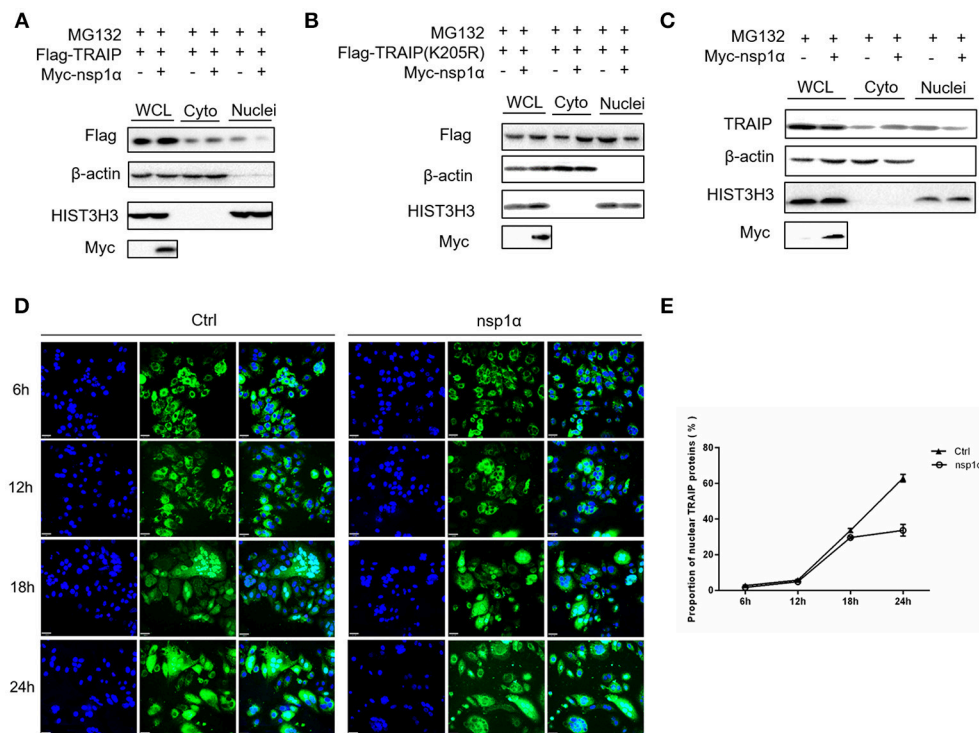 A
MG132 + + + + + +
Flag-TRAIP + + + + + +
Myc-nsp1α - + - + - +
WCL Cyto Nuclei
Flag
β-actin
HIST3H3
Myc
B
MG132 + + + + + +
Flag-TRAIP(K205R) + + + + + +
Myc-nsp1α - + - + - +
WCL Cyto Nuclei
Flag
β-actin
HIST3H3
Myc
C
MG132 + + + + + +
Myc-nsp1α - + - + - +
WCL Cyto Nuclei
TRAIP
β-actin
HIST3H3
Myc
D
Ctrl nsp1α
6h
12h
18h
24h
E
Proportion of nuclear TRAIP proteins ( % )
80
60
40
20
0
6h 12h 18h 24h
Ctrl
nsp1α